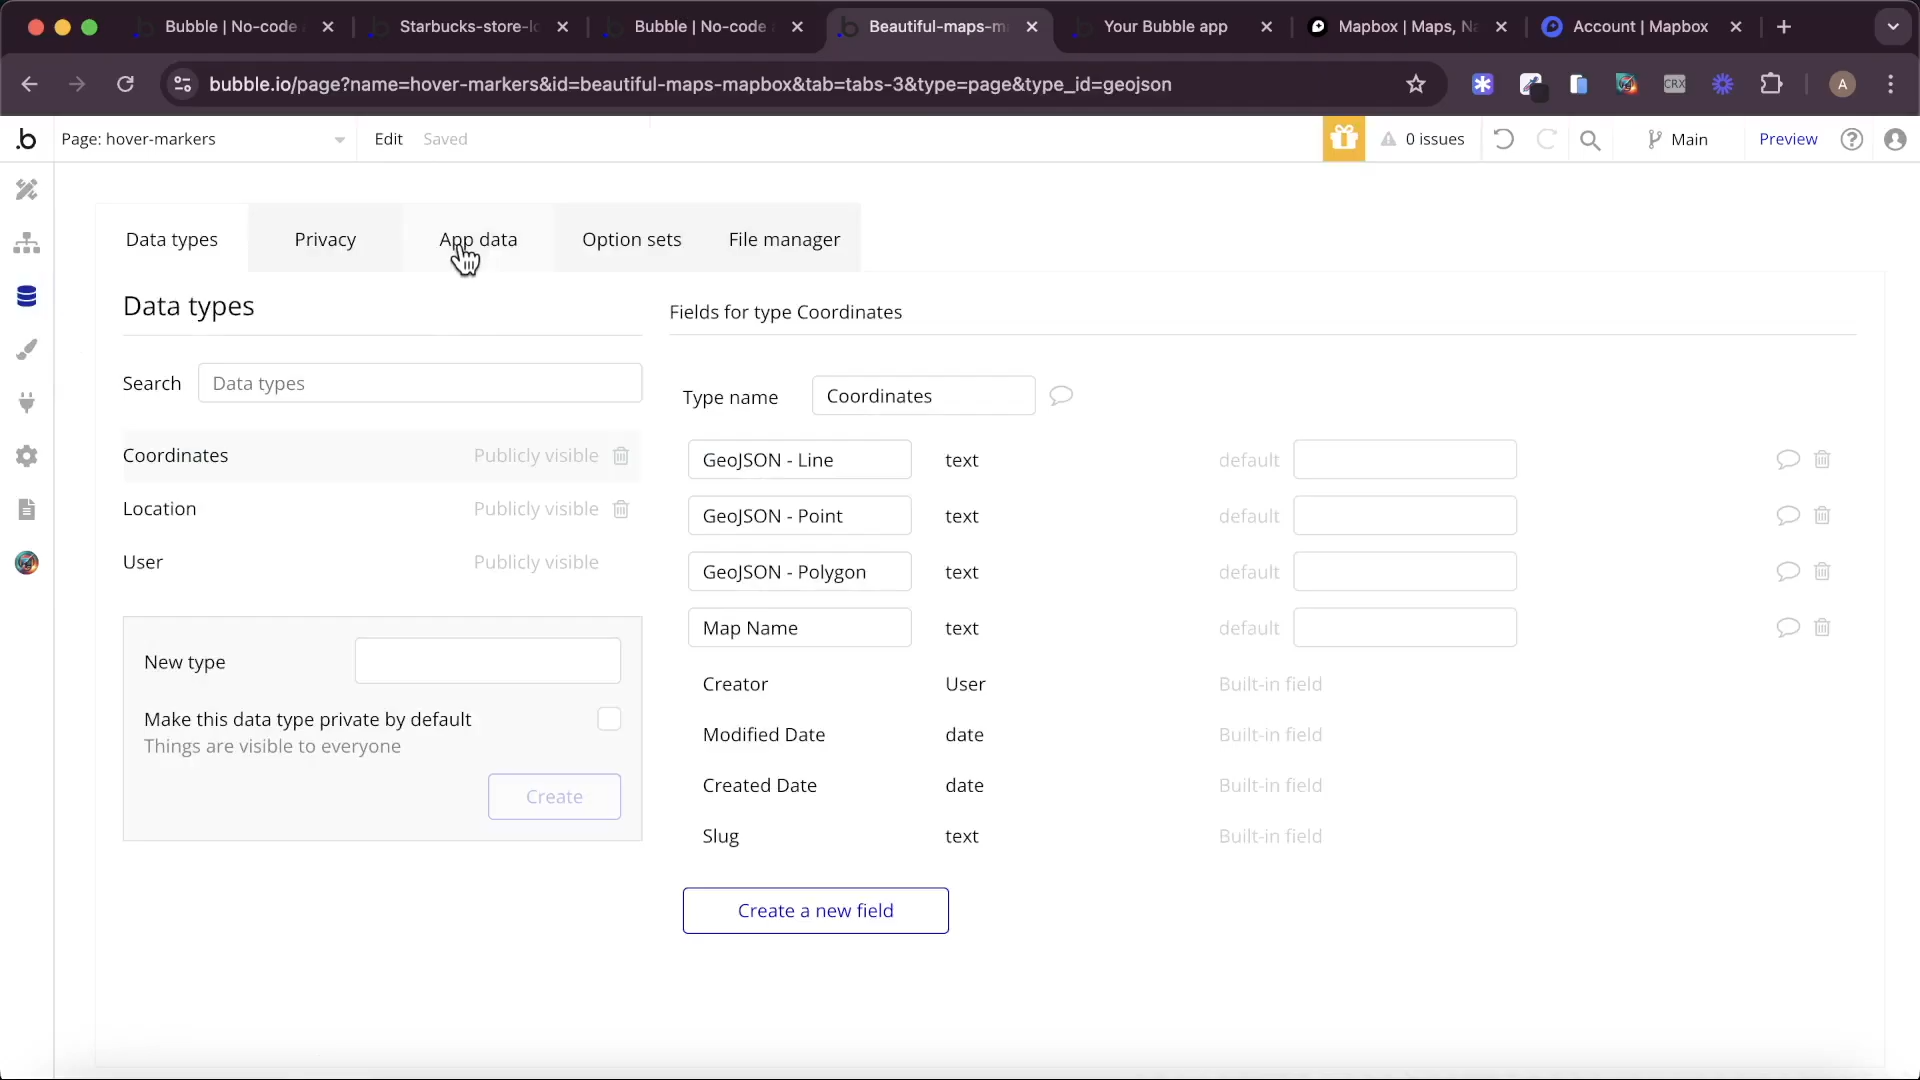 Bubble | No-code
Starbucks-store-lo
Bubble | No-code
Beautiful-maps-m
Your Bubble app
Mapbox | Maps, Na
Account | Mapbox
bubble.io/page?name=hover-markers&id=beautiful-maps-mapbox&tab=tabs-3&type=page&type_id=geojson
CRX
A
.b
Page: hover-markers
Edit
Saved
0 issues
Main
Preview
Data types
Privacy
App data
Option sets
File manager
Data types
Search
Data types
Coordinates
Publicly visible
Location
Publicly visible
User
Publicly visible
New type
Make this data type private by default
Things are visible to everyone
Create
Fields for type Coordinates
Type name
Coordinates
GeoJSON - Line
text
default
GeoJSON - Point
text
default
GeoJSON - Polygon
text
default
Map Name
text
default
Creator
User
Built-in field
Modified Date
date
Built-in field
Created Date
date
Built-in field
Slug
text
Built-in field
Create a new field